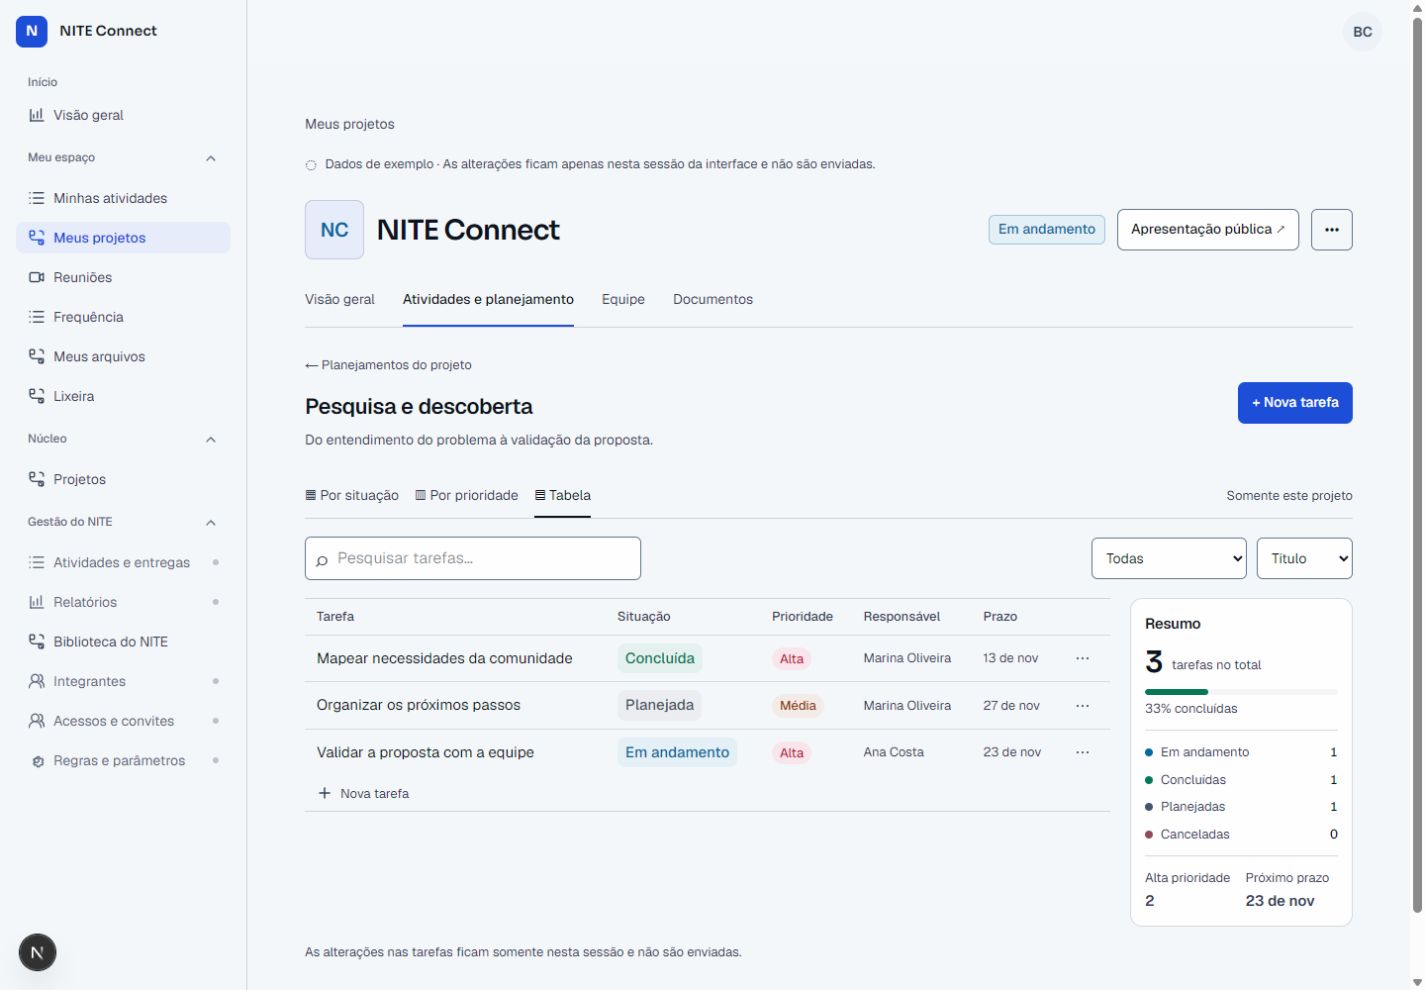 N NITE Connect
BC
Início
Visão geral
Meu espaço
Minhas atividades
Meus projetos
Reuniões
Frequência
Meus arquivos
Lixeira
Núcleo
Projetos
Gestão do NITE
Atividades e entregas
Relatórios
Biblioteca do NITE
Integrantes
Acessos e convites
Regras e parâmetros
N
Meus projetos
Dados de exemplo · As alterações ficam apenas nesta sessão da interface e não são enviadas.
NC NITE Connect
Em andamento Apresentação pública ↗ •••
Visão geral Atividades e planejamento Equipe Documentos
← Planejamentos do projeto
Pesquisa e descoberta
+ Nova tarefa
Do entendimento do problema à validação da proposta.
Por situação Por prioridade Tabela Somente este projeto
Pesquisar tarefas... Todas Título
Tarefa Situação Prioridade Responsável Prazo
Mapear necessidades da comunidade Concluída Alta Marina Oliveira 13 de nov ···
Organizar os próximos passos Planejada Média Marina Oliveira 27 de nov ···
Validar a proposta com a equipe Em andamento Alta Ana Costa 23 de nov ···
+ Nova tarefa
Resumo
3 tarefas no total
33% concluídas
Em andamento 1
Concluídas 1
Planejadas 1
Canceladas 0
Alta prioridade Próximo prazo
2 23 de nov
As alterações nas tarefas ficam somente nesta sessão e não são enviadas.